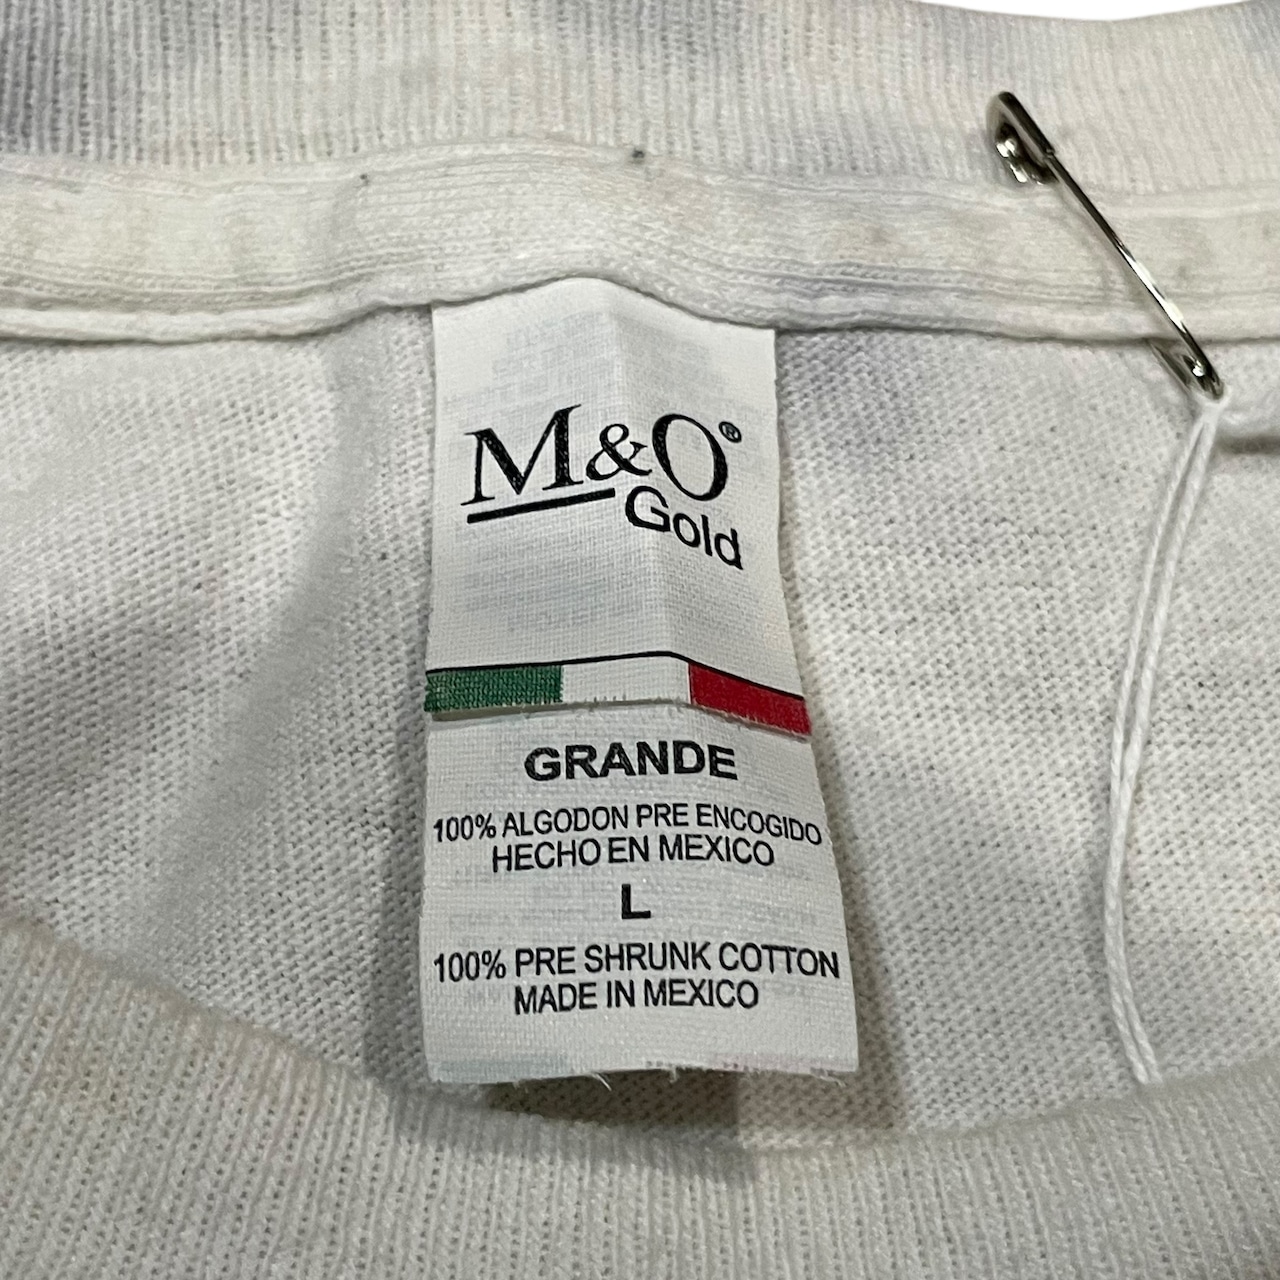 M&O®
Gold
GRANDE
100% ALGODON PRE ENCOGIDO
HECHO EN MEXICO
L
100% PRE SHRUNK COTTON
MADE IN MEXICO